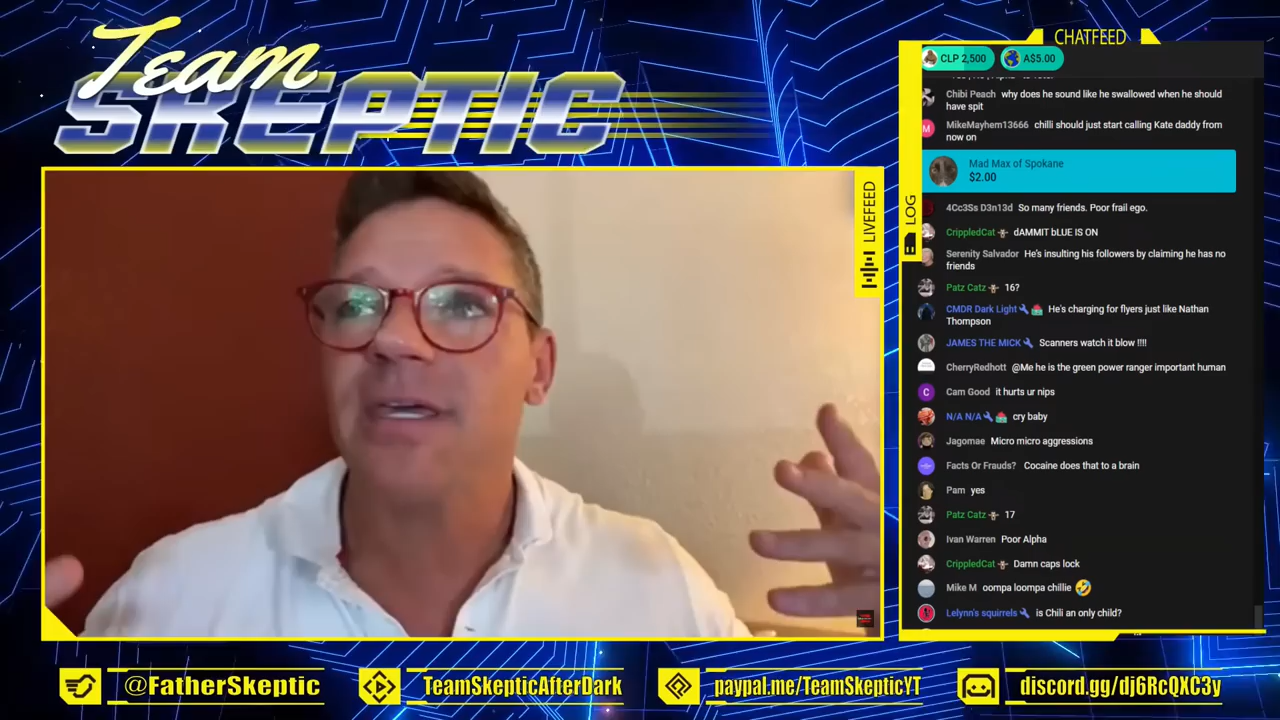 Team
SKEPTIC
CHATFEED
CLP 2,500
A$5.00
Chibi Peach why does he sound like he swallowed when he should
have spit
MikeMayhem13666 chilli should just start calling Kate daddy from
now on
Mad Max of Spokane
$2.00
4Cc3Ss D3n13d So many friends. Poor frail ego.
CrippledCat dAMMIT bLUE IS ON
Serenity Salvador He's insulting his followers by claiming he has no
friends
Patz Catz 16?
CMDR Dark Light He's charging for flyers just like Nathan
Thompson
JAMES THE MICK Scanners watch it blow !!!!
CherryRedhott @Me he is the green power ranger important human
Cam Good it hurts ur nips
N/A N/A cry baby
Jagomae Micro micro aggressions
Facts Or Frauds? Cocaine does that to a brain
Pam yes
Patz Catz 17
Ivan Warren Poor Alpha
CrippledCat Damn caps lock
Mike M oompa loompa chillie 🤣
Lelynn's squirrels is Chili an only child?
LIVEFEED
LOG
@FatherSkeptic
TeamSkepticAfterDark
paypal.me/TeamSkepticYT
discord.gg/dj6RcQXC3v